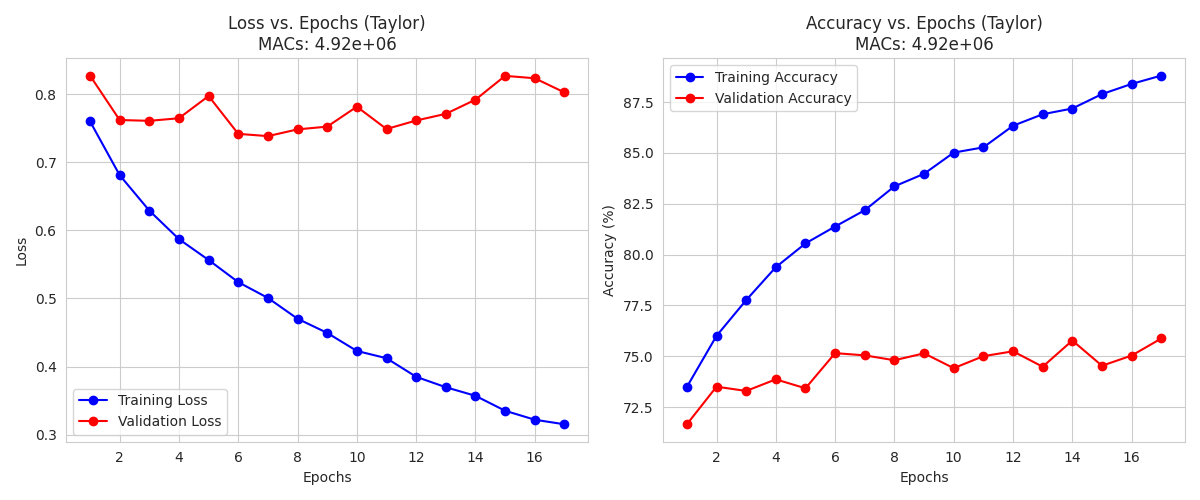 Loss vs. Epochs (Taylor)
MACs: 4.92e+06
0.8
0.7
0.6
0.5
0.4
0.3
Loss
Training Loss
Validation Loss
2 4 6 8 10 12 14 16
Epochs
Accuracy vs. Epochs (Taylor)
MACs: 4.92e+06
Training Accuracy
Validation Accuracy
87.5
85.0
82.5
80.0
77.5
75.0
72.5
Accuracy (%)
2 4 6 8 10 12 14 16
Epochs